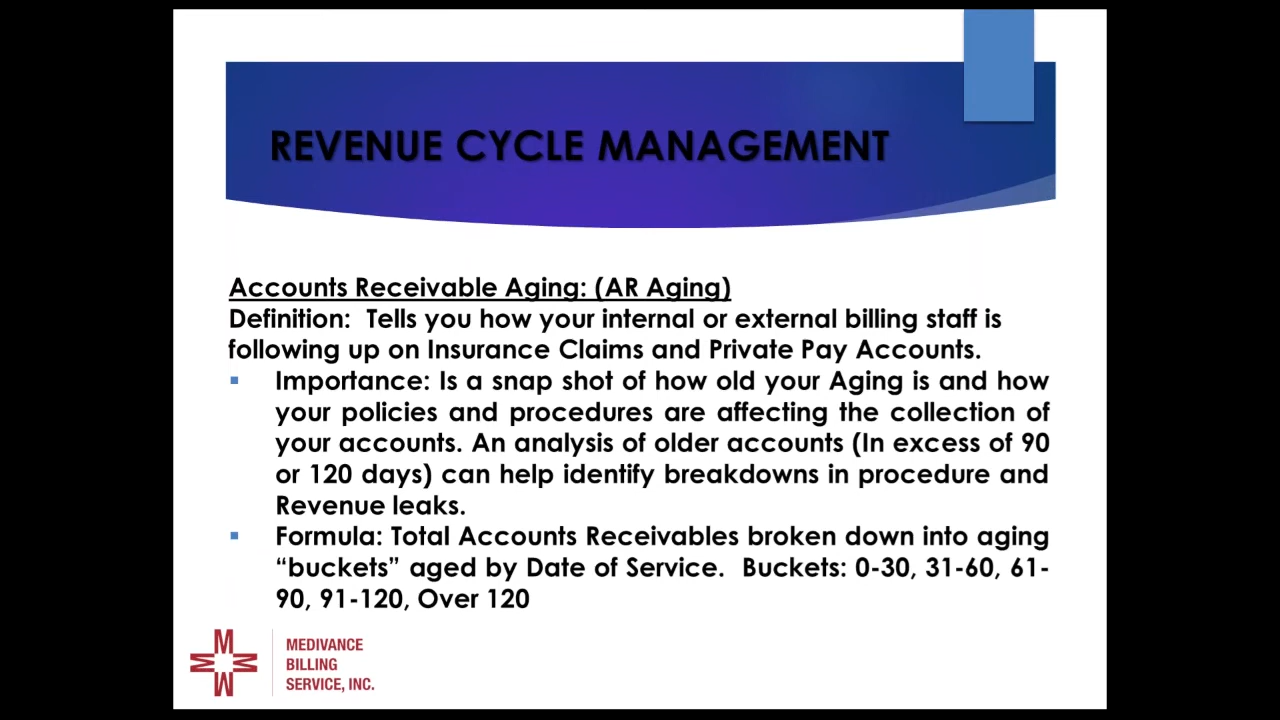 REVENUE CYCLE MANAGEMENT
Accounts Receivable Aging: (AR Aging)
Definition:  Tells you how your internal or external billing staff is
following up on Insurance Claims and Private Pay Accounts.
▪ Importance: Is a snap shot of how old your Aging is and how
your policies and procedures are affecting the collection of
your accounts. An analysis of older accounts (In excess of 90
or 120 days) can help identify breakdowns in procedure and
Revenue leaks.
▪ Formula: Total Accounts Receivables broken down into aging
“buckets” aged by Date of Service.  Buckets: 0-30, 31-60, 61-
90, 91-120, Over 120
MEDIVANCE
BILLING
SERVICE, INC.